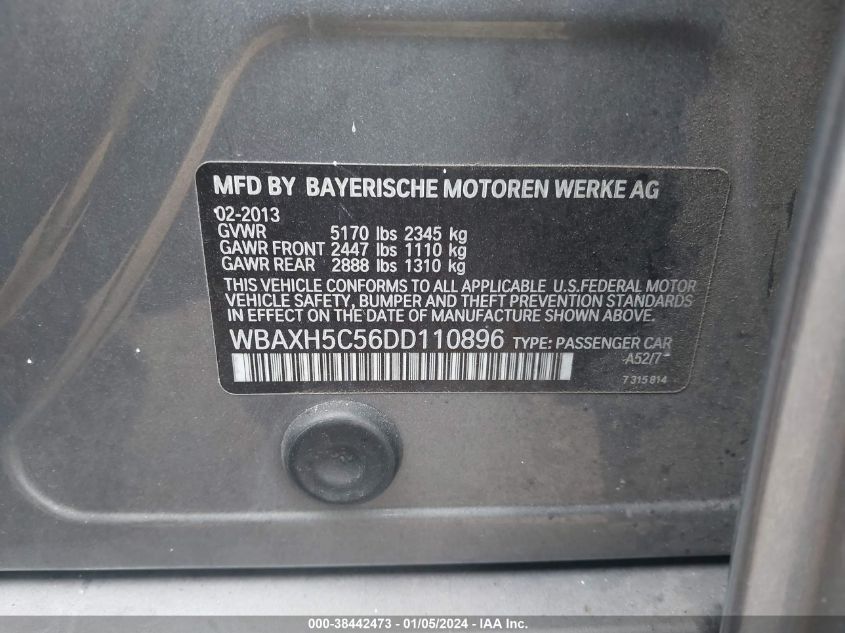 MFD BY BAYERISCHE MOTOREN WERKE AG
02-2013
GVWR 5170 lbs 2345 kg
GAWR FRONT 2447 lbs 1110 kg
GAWR REAR 2888 lbs 1310 kg
THIS VEHICLE CONFORMS TO ALL APPLICABLE U.S.FEDERAL MOTOR
VEHICLE SAFETY, BUMPER AND THEFT PREVENTION STANDARDS
IN EFFECT ON THE DATE OF MANUFACTURE SHOWN ABOVE.
WBAXH5C56DD110896 TYPE: PASSENGER CAR
A52/7
7315814
000-38442473 - 01/05/2024 - IAAI Inc.